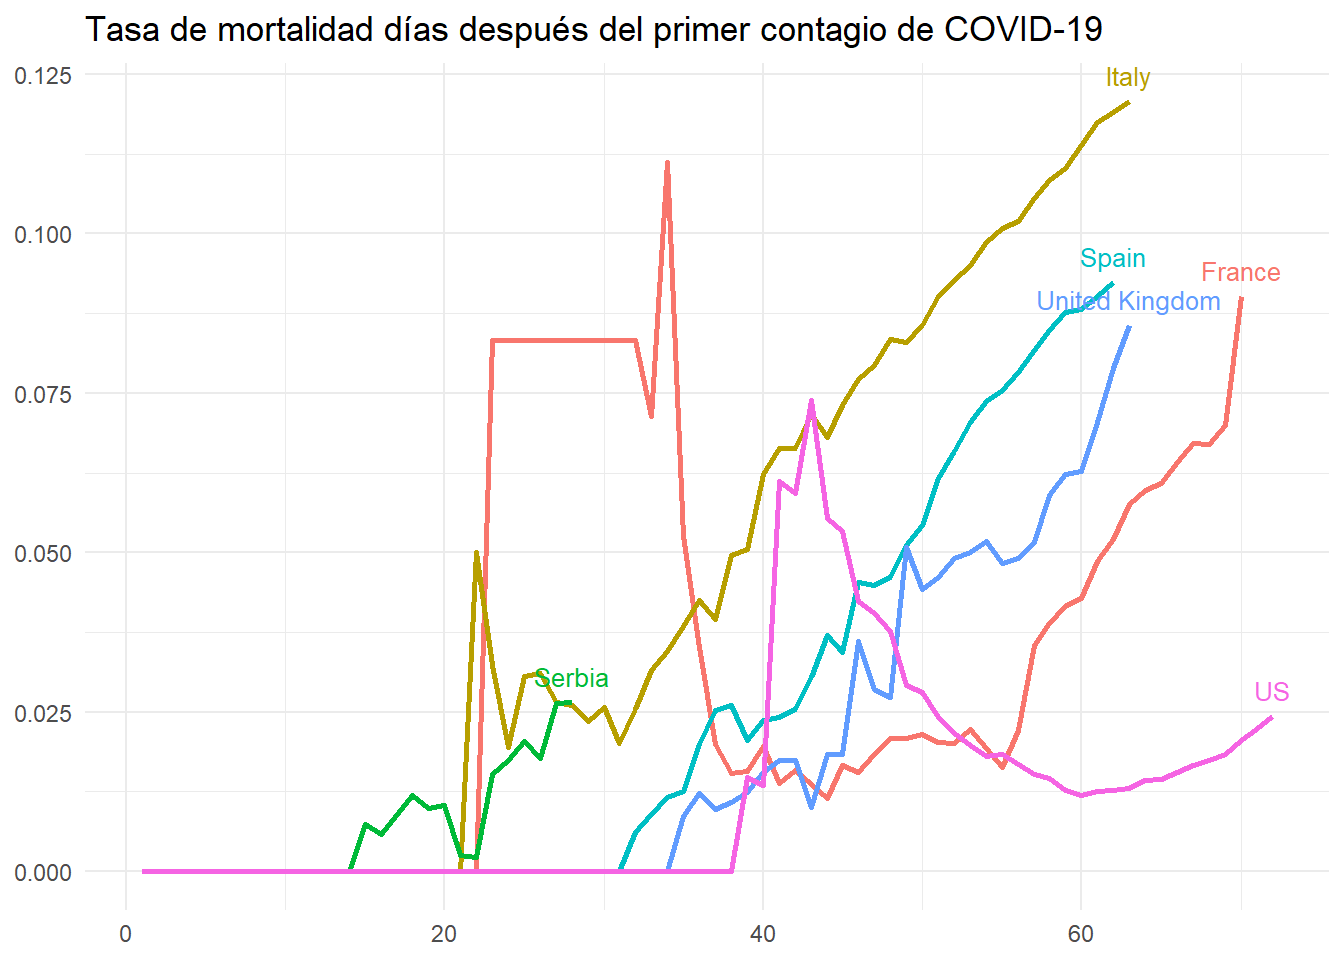 Tasa de mortalidad días después del primer contagio de COVID-19
0.125
Italy
0.100
Spain
France
United Kingdom
0.075
0.050
Serbia
US
0.025
0.000
0 20 40 60